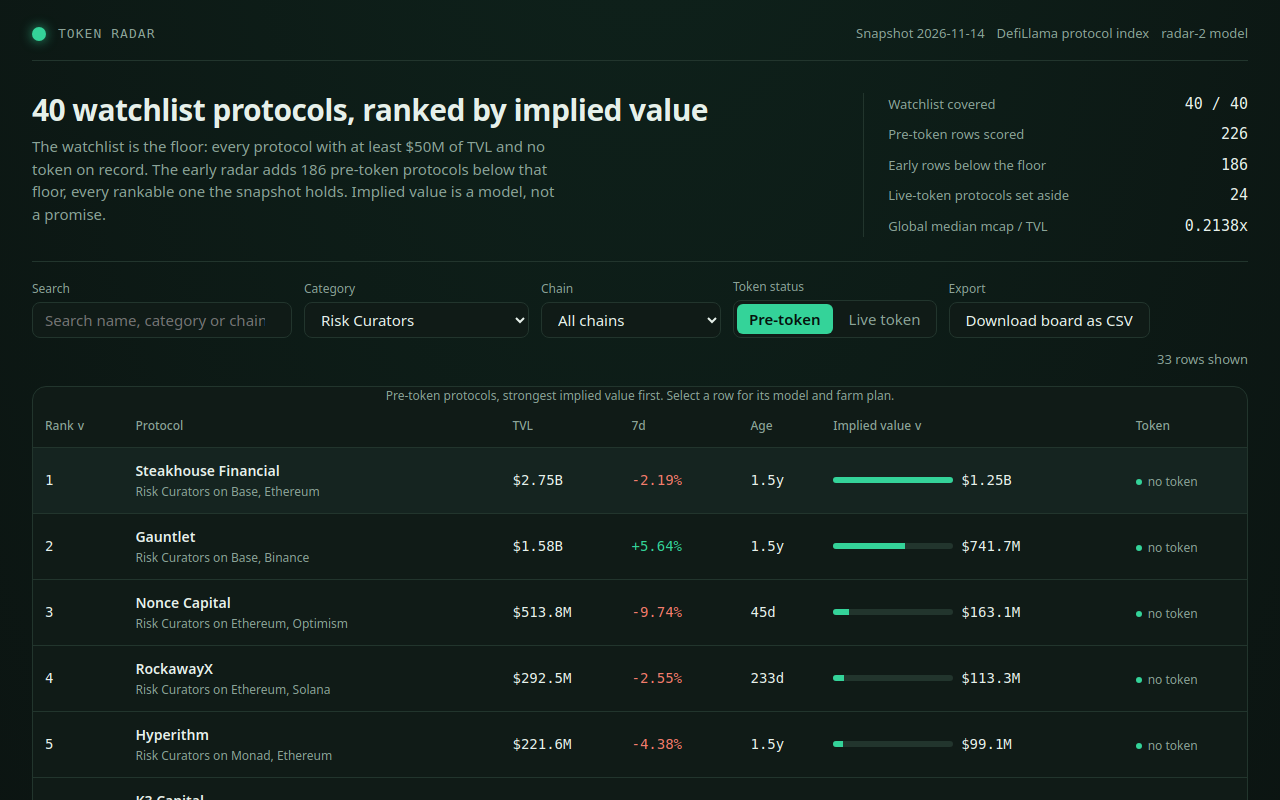 TOKEN RADAR
Snapshot 2026-11-14 DefiLlama protocol index radar-2 model
40 watchlist protocols, ranked by implied value
The watchlist is the floor: every protocol with at least $50M of TVL and no
token on record. The early radar adds 186 pre-token protocols below that
floor, every rankable one the snapshot holds. Implied value is a model, not
a promise.
Watchlist covered 40 / 40
Pre-token rows scored 226
Early rows below the floor 186
Live-token protocols set aside 24
Global median mcap / TVL 0.2138x
Search Category Chain Token status Export
Search name, category or chain Risk Curators All chains Pre-token Live token Download board as CSV
33 rows shown
Pre-token protocols, strongest implied value first. Select a row for its model and farm plan.
Rank v Protocol TVL 7d Age Implied value v Token
Steakhouse Financial
1 $2.75B -2.19% 1.5y $1.25B no token
Risk Curators on Base, Ethereum
Gauntlet
2 $1.58B +5.64% 1.5y $741.7M no token
Risk Curators on Base, Binance
Nonce Capital
3 $513.8M -9.74% 45d $163.1M no token
Risk Curators on Ethereum, Optimism
RockawayX
4 $292.5M -2.55% 233d $113.3M no token
Risk Curators on Ethereum, Solana
Hyperithm
5 $221.6M -4.38% 1.5y $99.1M no token
Risk Curators on Monad, Ethereum
K3 Capital